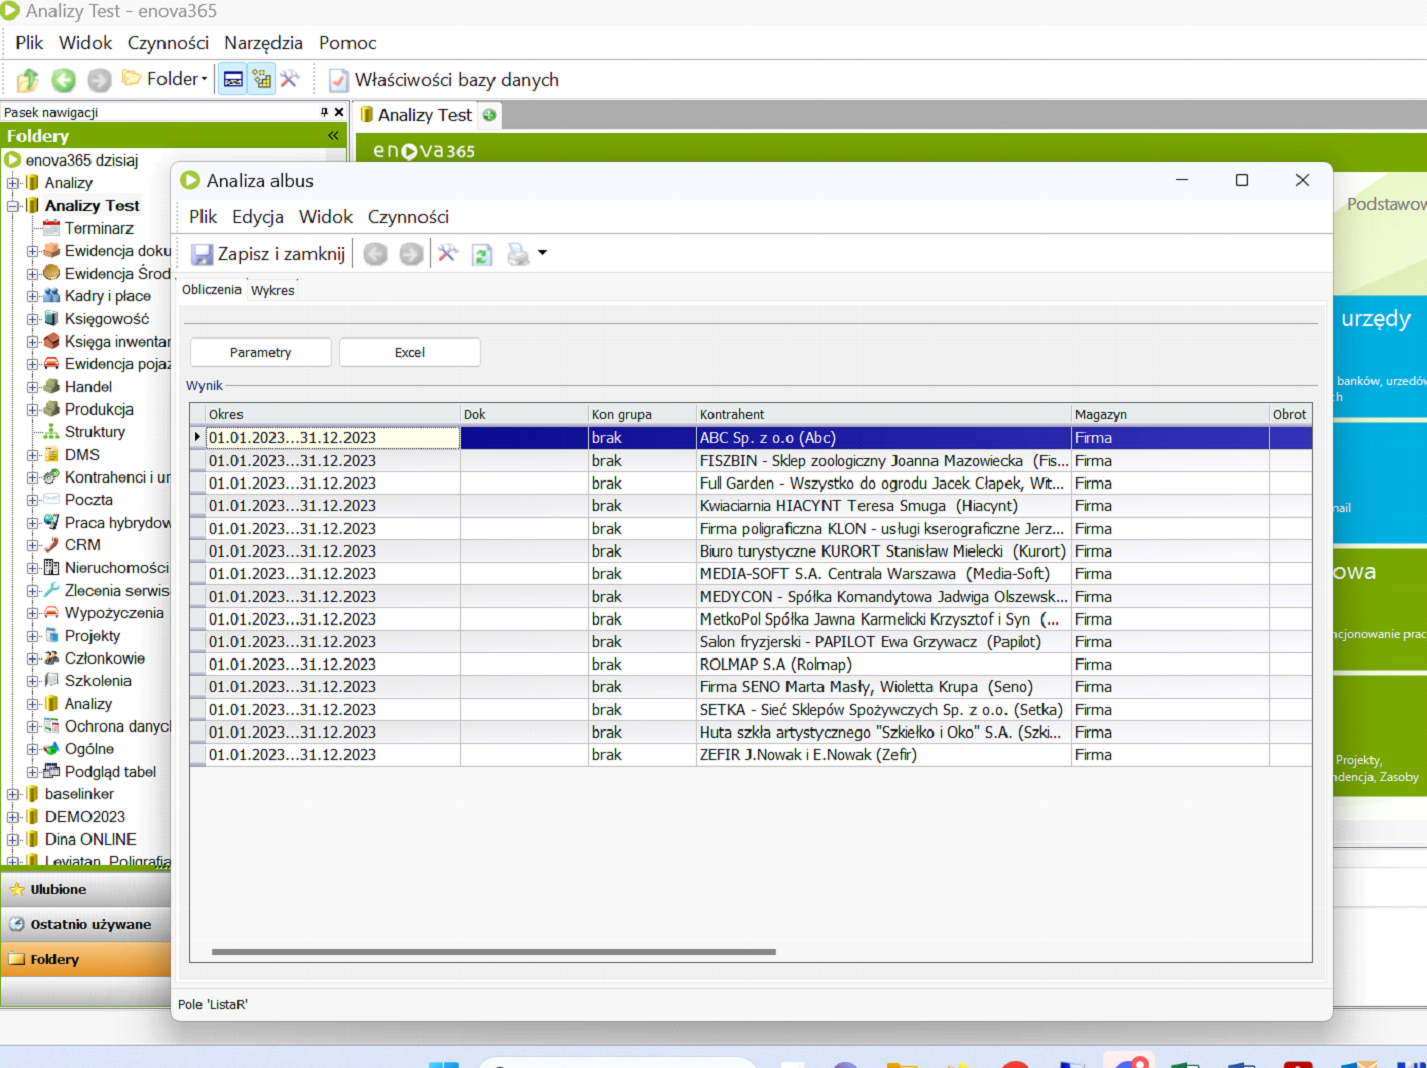 Analizy Test - enova365
Plik Widok Czynności Narzędzia Pomoc
Folder Właściwości bazy danych
Pasek nawigacji
Analizy Test
Foldery «
enova365
enova365 dzisiaj
Analizy
Analizy Test
Terminarz
Ewidencja doku
Ewidencja Środ
Kadry i płace
Księgowość
Księga inwentar
Ewidencja pojaz
Handel
Produkcja
Struktury
DMS
Kontrahenci i ur
Poczta
Praca hybrydow
CRM
Nieruchomości
Zlecenia serwis
Wypożyczenia
Projekty
Członkowie
Szkolenia
Analizy
Ochrona danyc
Ogólne
Podgląd tabel
baselinker
DEMO2023
Dina ONLINE
Leviatan, Poligrafia
Ulubione
Ostatnio używane
Foldery
Analiza albus
Plik Edycja Widok Czynności
Zapisz i zamknij
Obliczenia Wykres
Parametry Excel
Wynik
Okres Dok Kon grupa Kontrahent Magazyn Obrot
01.01.2023...31.12.2023 brak ABC Sp. z o.o (Abc) Firma
01.01.2023...31.12.2023 brak FISZBIN - Sklep zoologiczny Joanna Mazowiecka (Fis... Firma
01.01.2023...31.12.2023 brak Full Garden - Wszystko do ogrodu Jacek Cłapek, Wit... Firma
01.01.2023...31.12.2023 brak Kwiaciarnia HIACYNT Teresa Smuga (Hiacynt) Firma
01.01.2023...31.12.2023 brak Firma poligraficzna KLON - usługi kserograficzne Jerz... Firma
01.01.2023...31.12.2023 brak Biuro turystyczne KURORT Stanisław Mielecki (Kurort) Firma
01.01.2023...31.12.2023 brak MEDIA-SOFT S.A. Centrala Warszawa (Media-Soft) Firma
01.01.2023...31.12.2023 brak MEDYCON - Spółka Komandytowa Jadwiga Olszewsk... Firma
01.01.2023...31.12.2023 brak MetkoPol Spółka Jawna Karmelicki Krzysztof i Syn (... Firma
01.01.2023...31.12.2023 brak Salon fryzjerski - PAPILOT Ewa Grzywacz (Papilot) Firma
01.01.2023...31.12.2023 brak ROLMAP S.A (Rolmap) Firma
01.01.2023...31.12.2023 brak Firma SENO Marta Masły, Wioletta Krupa (Seno) Firma
01.01.2023...31.12.2023 brak SETKA - Sieć Sklepów Spożywczych Sp. z o.o. (Setka) Firma
01.01.2023...31.12.2023 brak Huta szkła artystycznego "Szkiełko i Oko" S.A. (Szki... Firma
01.01.2023...31.12.2023 brak ZEFIR J.Nowak i E.Nowak (Zefir) Firma
Pole 'ListaR'
Podstawow
urzędy
banków, urzędów
h
nail
owa
ncjonowanie prac
Projekty,
ndencja, Zasoby